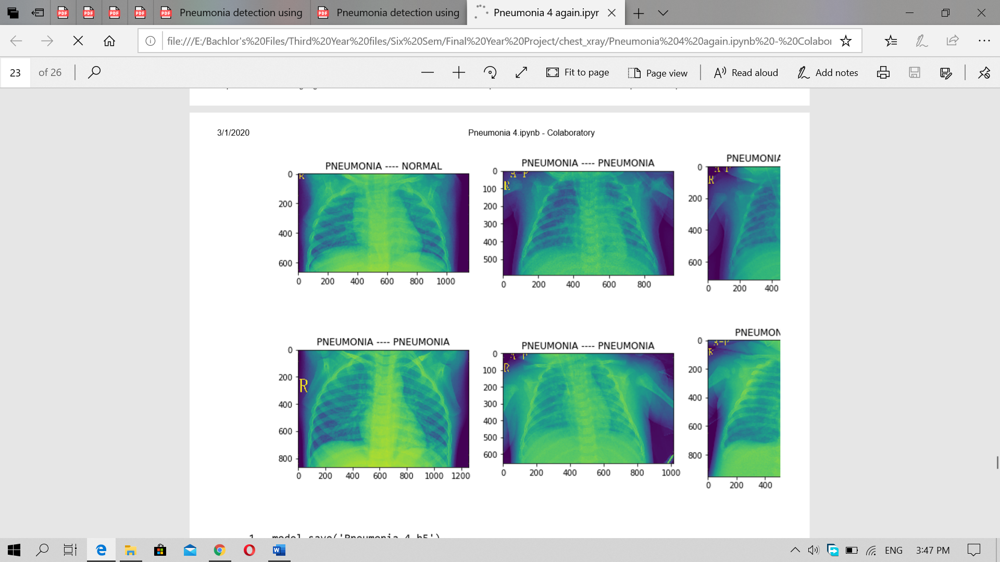 Pneumonia detection using
Pneumonia detection using
Pneumonia 4 again.ipyr
file:///E:/Bachlor's%20Files/Third%20Year%20files/Six%20Sem/Final%20Year%20Project/chest_xray/Pneumonia%204%20again.ipynb%20-%20Colabor
23 of 26
Fit to page
Page view
Read aloud
Add notes
3/1/2020
Pneumonia 4.ipynb - Colaboratory
PNEUMONIA ---- NORMAL
0
200
400
600
0 200 400 600 800 1000
R
PNEUMONIA ---- PNEUMONIA
0
100
200
300
400
500
0 200 400 600 800
A-P
R
PNEUMONIA
0
200
400
600
0 200 400
R
PNEUMONIA ---- PNEUMONIA
0
200
400
600
800
0 200 400 600 800 1000 1200
R
PNEUMONIA ---- PNEUMONIA
0
100
200
300
400
500
600
0 200 400 600 800 1000
R
PNEUMON
0
200
400
600
800
0 200 400
A-P
R
1 model.save('Pneumonia_4.h5')
ENG
3:47 PM